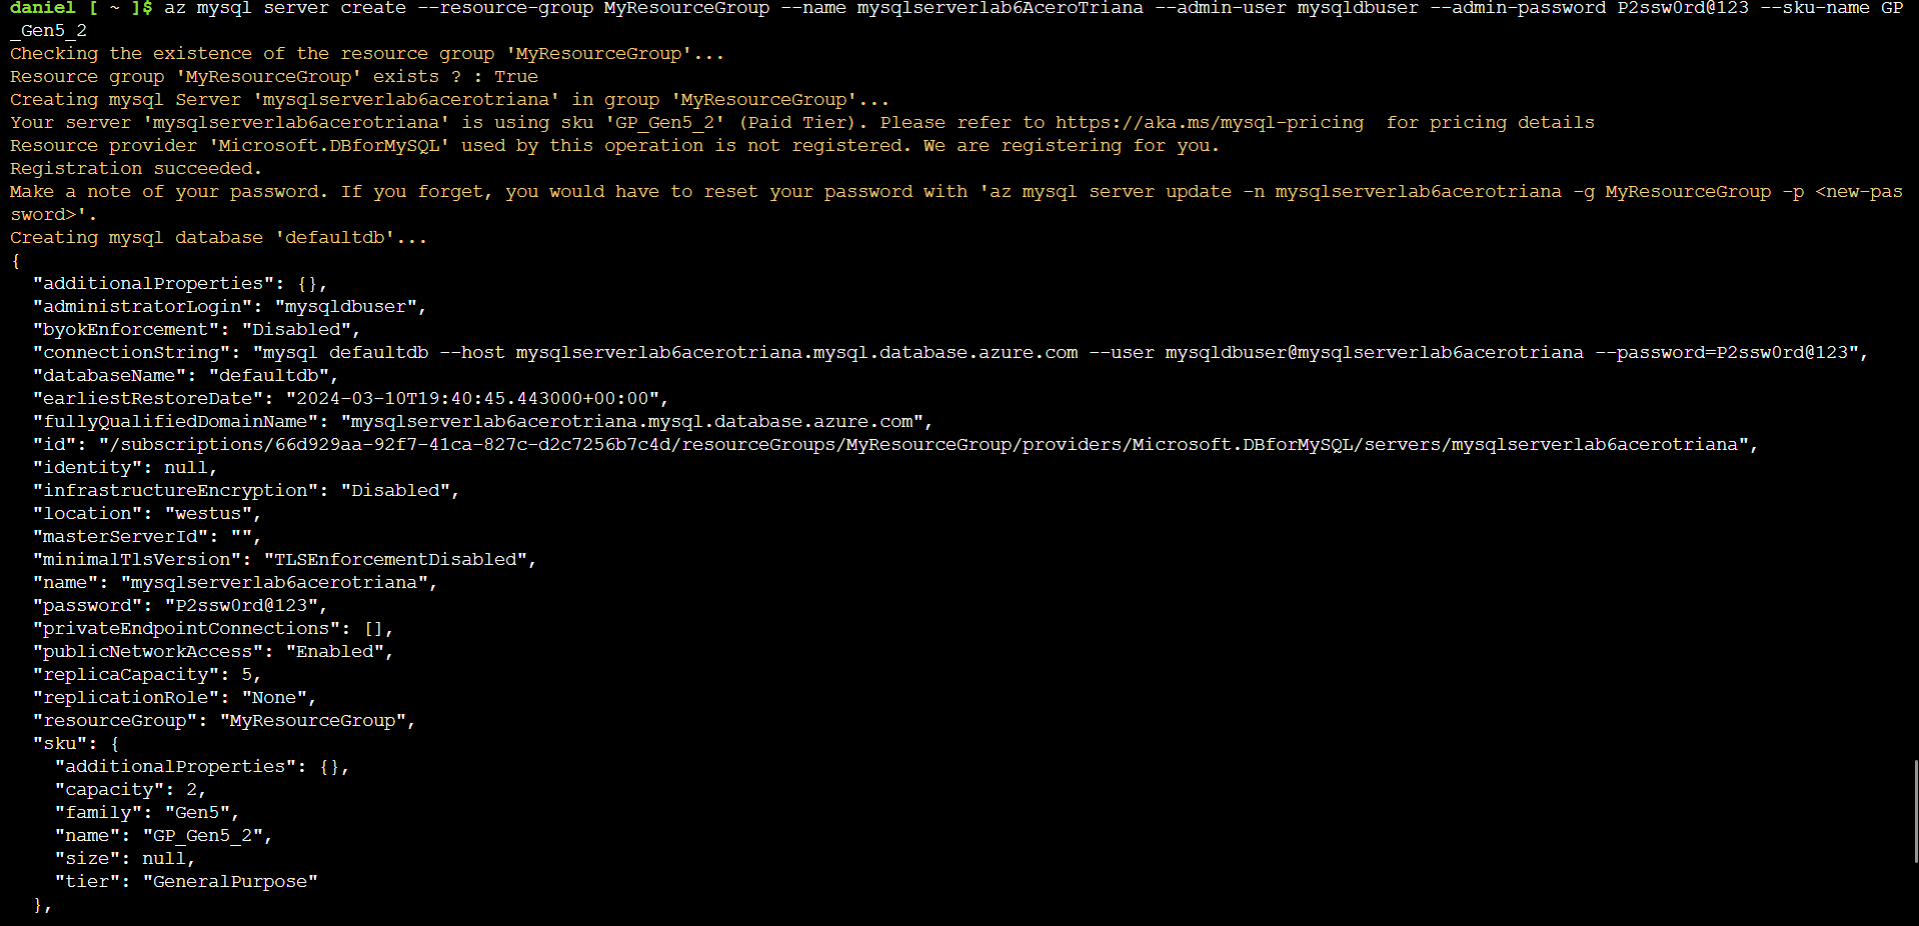 daniel [ ~ ]$ az mysql server create --resource-group MyResourceGroup --name mysqlserverlab6AceroTriana --admin-user mysqldbuser --admin-password P2ssw0rd@123 --sku-name GP
_Gen5_2
Checking the existence of the resource group 'MyResourceGroup'...
Resource group 'MyResourceGroup' exists ? : True
Creating mysql Server 'mysqlserverlab6acerotriana' in group 'MyResourceGroup'...
Your server 'mysqlserverlab6acerotriana' is using sku 'GP_Gen5_2' (Paid Tier). Please refer to https://aka.ms/mysql-pricing  for pricing details
Resource provider 'Microsoft.DBforMySQL' used by this operation is not registered. We are registering for you.
Registration succeeded.
Make a note of your password. If you forget, you would have to reset your password with 'az mysql server update -n mysqlserverlab6acerotriana -g MyResourceGroup -p <new-pas
sword>'.
Creating mysql database 'defaultdb'...
{
  "additionalProperties": {},
  "administratorLogin": "mysqldbuser",
  "byokEnforcement": "Disabled",
  "connectionString": "mysql defaultdb --host mysqlserverlab6acerotriana.mysql.database.azure.com --user mysqldbuser@mysqlserverlab6acerotriana --password=P2ssw0rd@123",
  "databaseName": "defaultdb",
  "earliestRestoreDate": "2024-03-10T19:40:45.443000+00:00",
  "fullyQualifiedDomainName": "mysqlserverlab6acerotriana.mysql.database.azure.com",
  "id": "/subscriptions/66d929aa-92f7-41ca-827c-d2c7256b7c4d/resourceGroups/MyResourceGroup/providers/Microsoft.DBforMySQL/servers/mysqlserverlab6acerotriana",
  "identity": null,
  "infrastructureEncryption": "Disabled",
  "location": "westus",
  "masterServerId": "",
  "minimalTlsVersion": "TLSEnforcementDisabled",
  "name": "mysqlserverlab6acerotriana",
  "password": "P2ssw0rd@123",
  "privateEndpointConnections": [],
  "publicNetworkAccess": "Enabled",
  "replicaCapacity": 5,
  "replicationRole": "None",
  "resourceGroup": "MyResourceGroup",
  "sku": {
    "additionalProperties": {},
    "capacity": 2,
    "family": "Gen5",
    "name": "GP_Gen5_2",
    "size": null,
    "tier": "GeneralPurpose"
  },